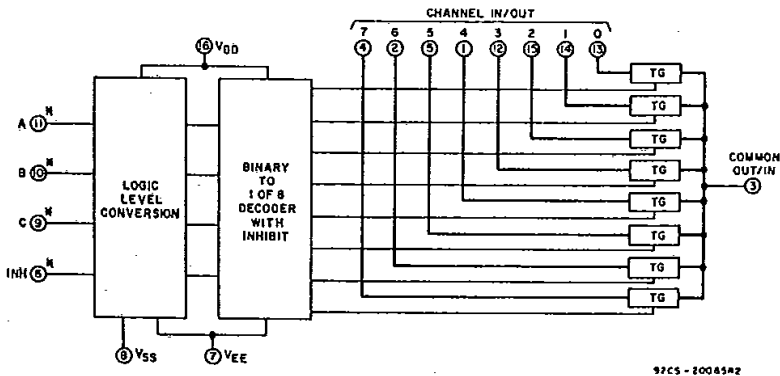 CHANNEL IN/OUT
7 6 5 4 3 2 1 0
4 2 5 1 12 15 14 13
16 VDD
TG
TG
TG
TG
TG
TG
TG
TG
A 11 *
B 10 *
C 9 *
INH 6 *
LOGIC
LEVEL
CONVERSION
BINARY
TO
1 OF 8
DECODER
WITH
INHIBIT
COMMON
OUT/IN
3
8 VSS
7 VEE
92CS-20065R2